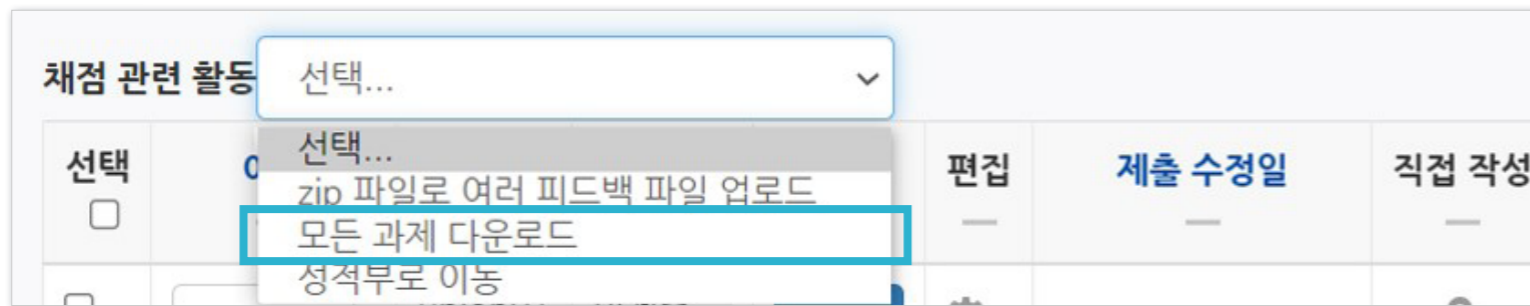 채점 관련 활동 선택...
선택 선택... 편집 제출 수정일 직접 작성
zip 파일로 여러 피드백 파일 업로드
모든 과제 다운로드
성적부로 이동